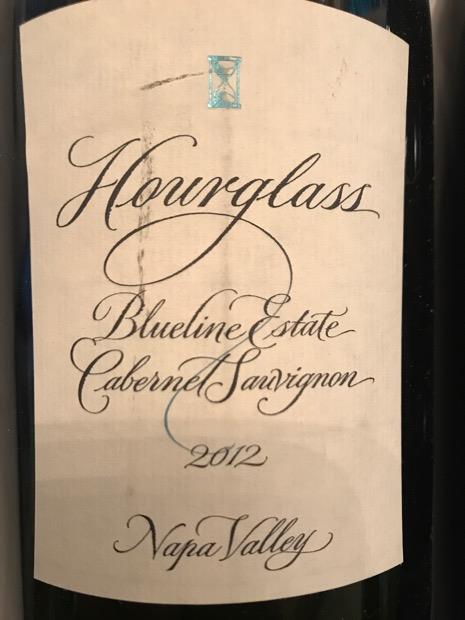 Hourglass
Blueline Estate
Cabernet Sauvignon
2012
Napa Valley